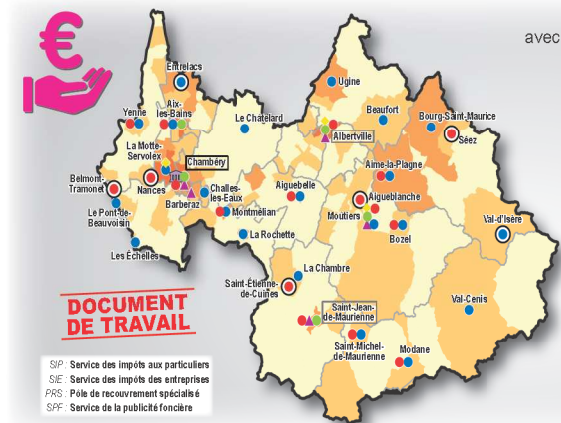 avec
€
Entrelacs
Ugine
Yenne
Aix-
les-Bains
Le Chatelard
Beaufort
Bourg-Saint-Maurice
Séez
La Motte-
Servolex
Chambéry
Albertville
Aime-la-Plagne
Belmont-
Tramonet
Nances
Barberaz
Challes-
les-Eaux
Aiguebelle
Aigueblanche
Le Pont-de-
Beauvoisin
Montmélian
Moutiers
Bozel
Val-d'Isère
Les Échelles
La Rochette
La Chambre
Saint-Étienne-
de-Cuines
Val-Cenis
DOCUMENT
DE TRAVAIL
Saint-Jean-
de-Maurienne
Saint-Michel-
de-Maurienne
Modane
SIP : Service des impôts aux particuliers
SIE : Service des impôts des entreprises
PRS : Pôle de recouvrement spécialisé
SPF : Service de la publicité foncière